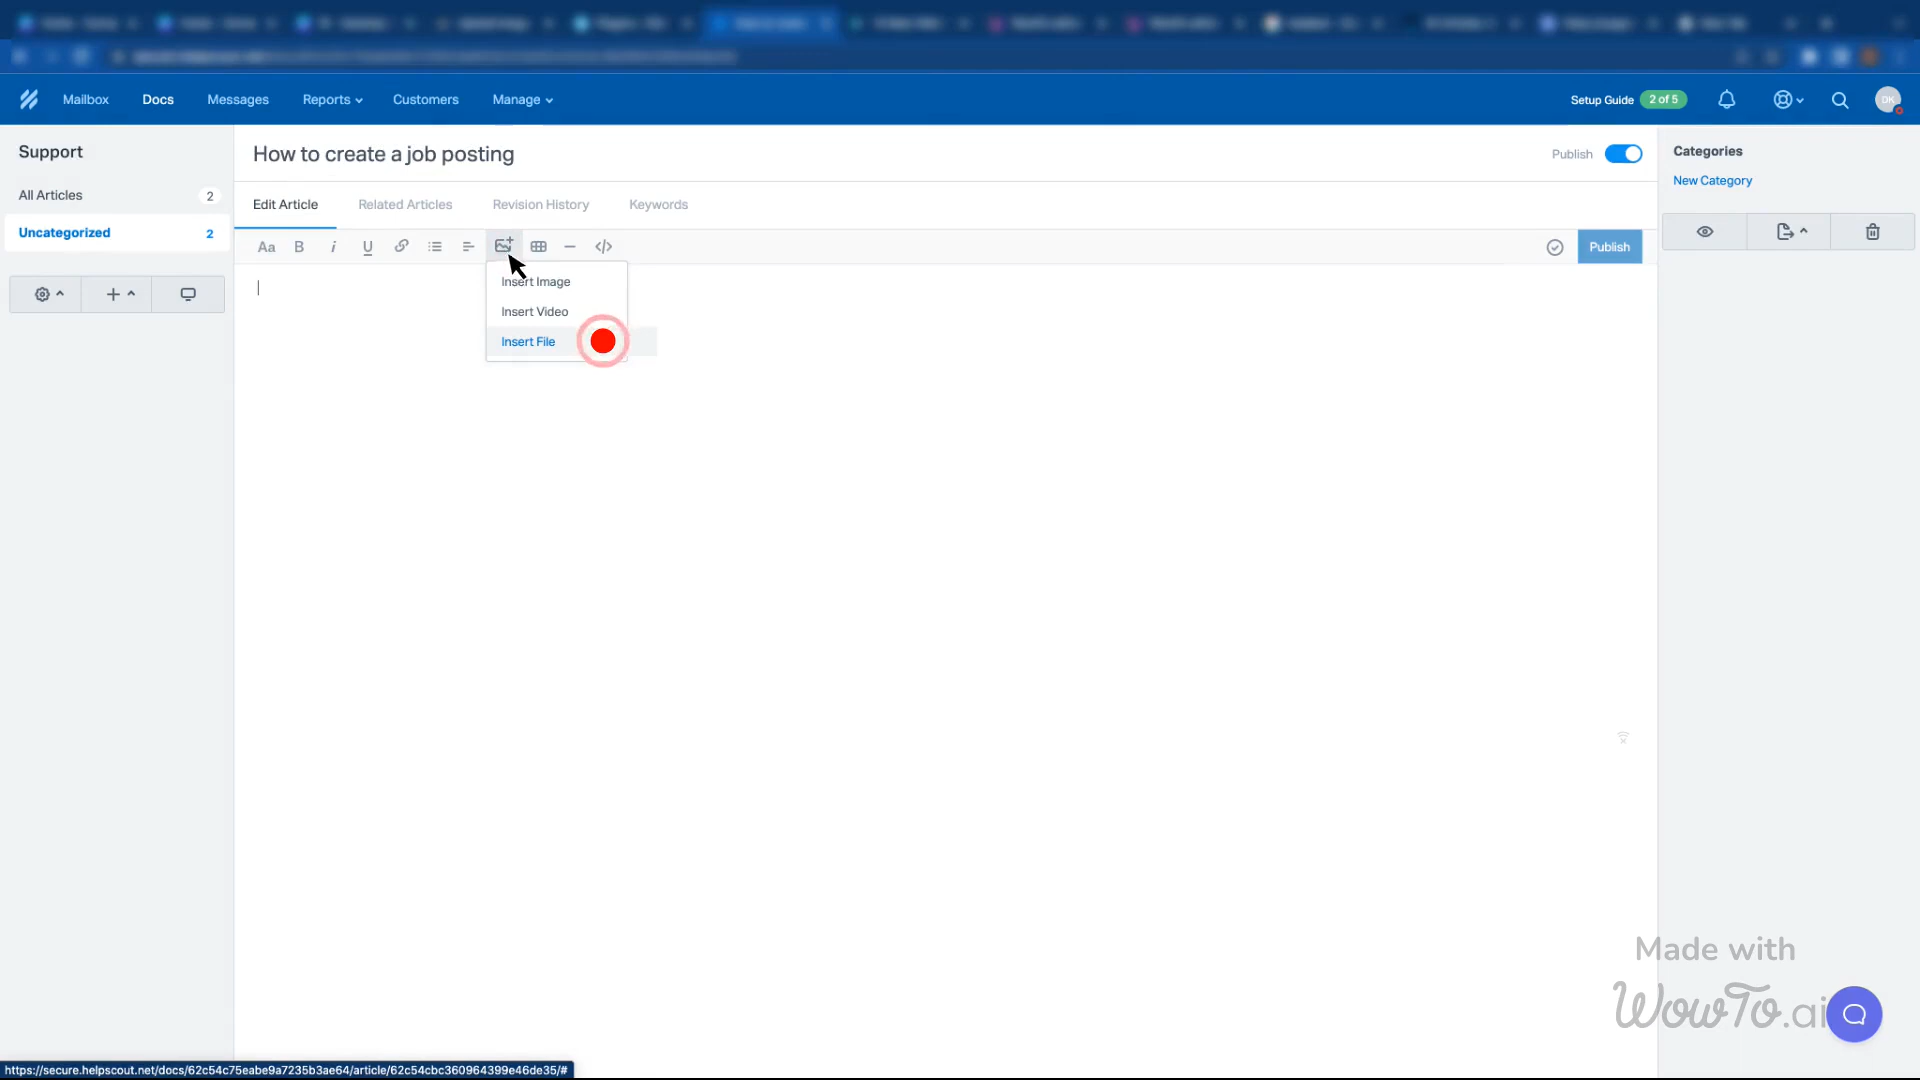 Mailbox
Docs
Messages
Reports
Customers
Manage
Setup Guide
2 of 5
DK
Support
How to create a job posting
Publish
Categories
New Category
All Articles
2
Uncategorized
2
Edit Article
Related Articles
Revision History
Keywords
Aa B i U
Publish
Insert Image
Insert Video
Insert File
Made with
WowTo.ai
https://secure.helpscout.net/docs/62c54c75eabe9a7235b3ae64/article/62c54cbc360964399e46de35/#